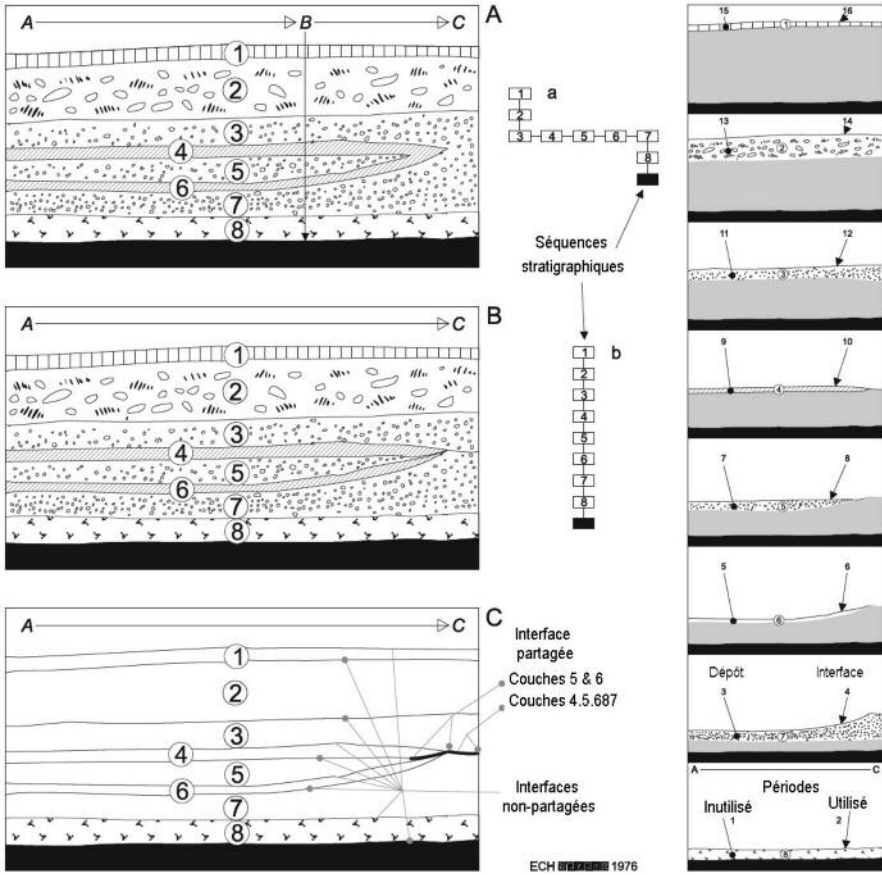 A B C
A
1
2
3
4
5
6
7
8
1 a
2
3 4 5 6 7
8
Séquences
stratigraphiques
A C
B
1
2
3
4
5
6
7
8
b
1
2
3
4
5
6
7
8
A C
C
1
2
3
4
5
6
7
8
Interface
partagée
Couches 5 & 6
Couches 4.5.687
Interfaces
non-partagées
ECH 1976
15 16
1
13 14
2
11 12
3
9 10
4
7 8
5
5 6
6
Dépôt Interface
3 4
7
A C
Périodes
Inutilisé Utilisé
1 2
8